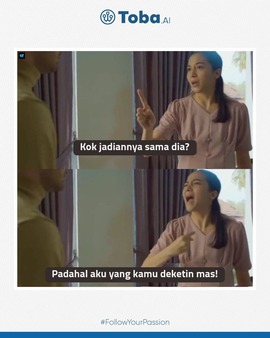 Toba.AI
Kok jadiannya sama dia?
Padahal aku yang kamu deketin mas!
#FollowYourPassion